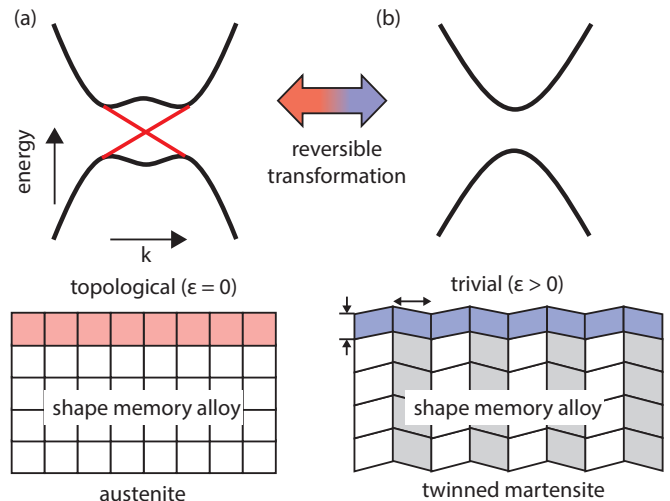 (a)
(b)
energy
k
reversible
transformation
topological (ε = 0)
trivial (ε > 0)
shape memory alloy
shape memory alloy
austenite
twinned martensite